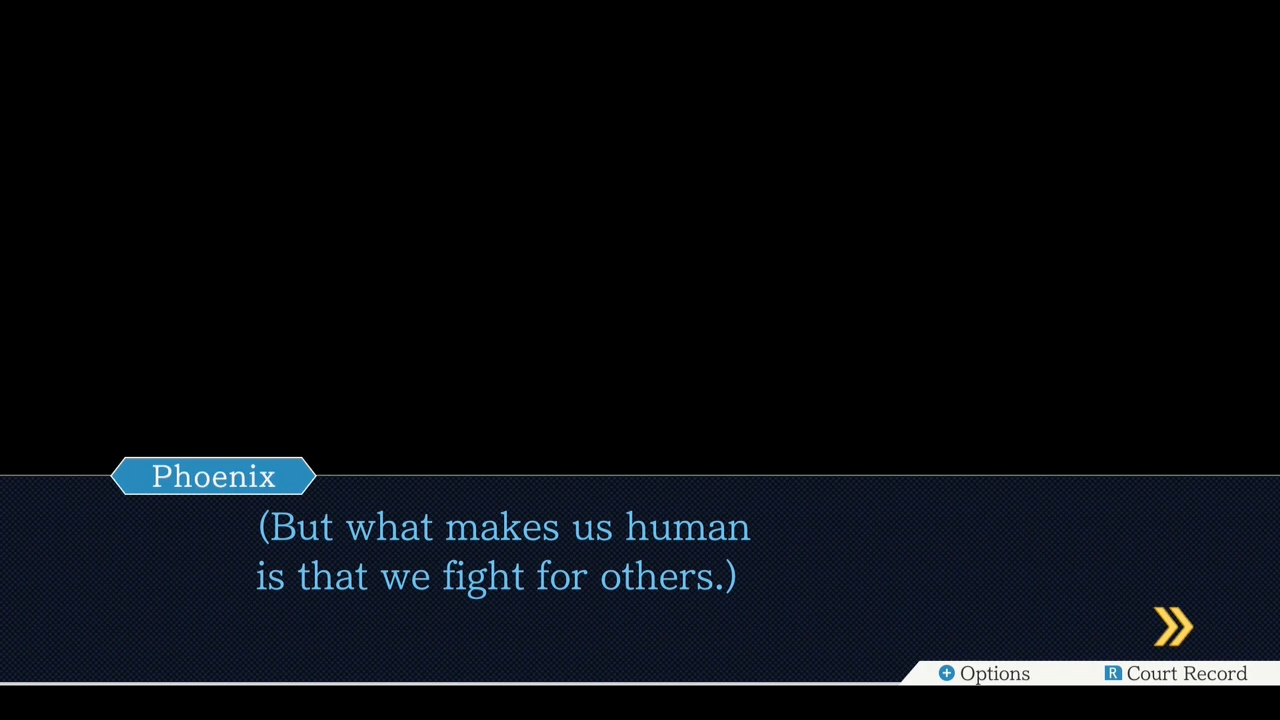 Phoenix
(But what makes us human
is that we fight for others.)
+ Options R Court Record